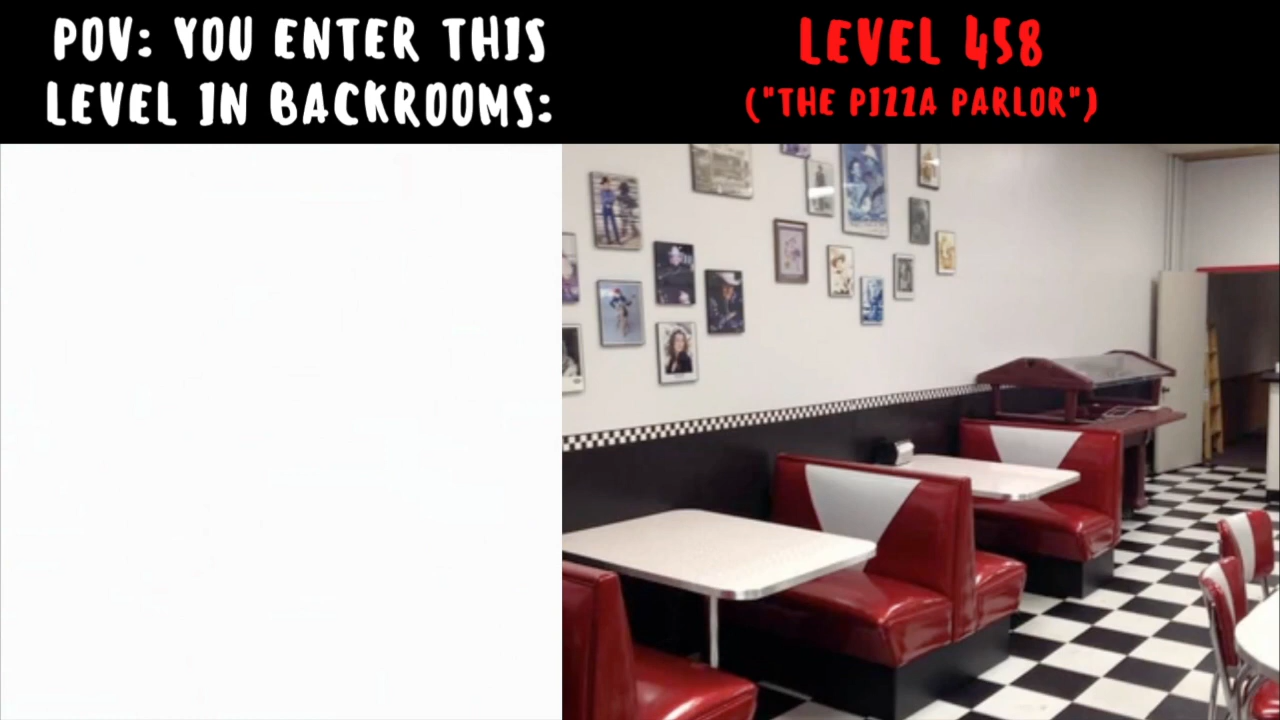 POV: YOU ENTER THIS
LEVEL IN BACKROOMS:
LEVEL 458
("THE PIZZA PARLOR")